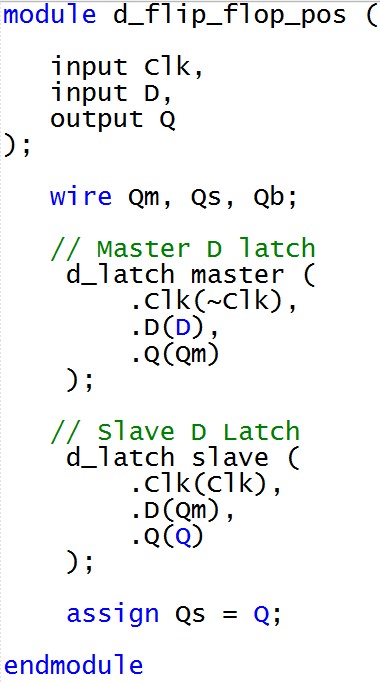 module d_flip_flop_pos (
input Clk,
input D,
output Q
);
wire Qm, Qs, Qb;
// Master D latch
d_latch master (
.Clk(~Clk),
.D(D),
.Q(Qm)
);
// Slave D Latch
d_latch slave (
.Clk(Clk),
.D(Qm),
.Q(Q)
);
assign Qs = Q;
endmodule